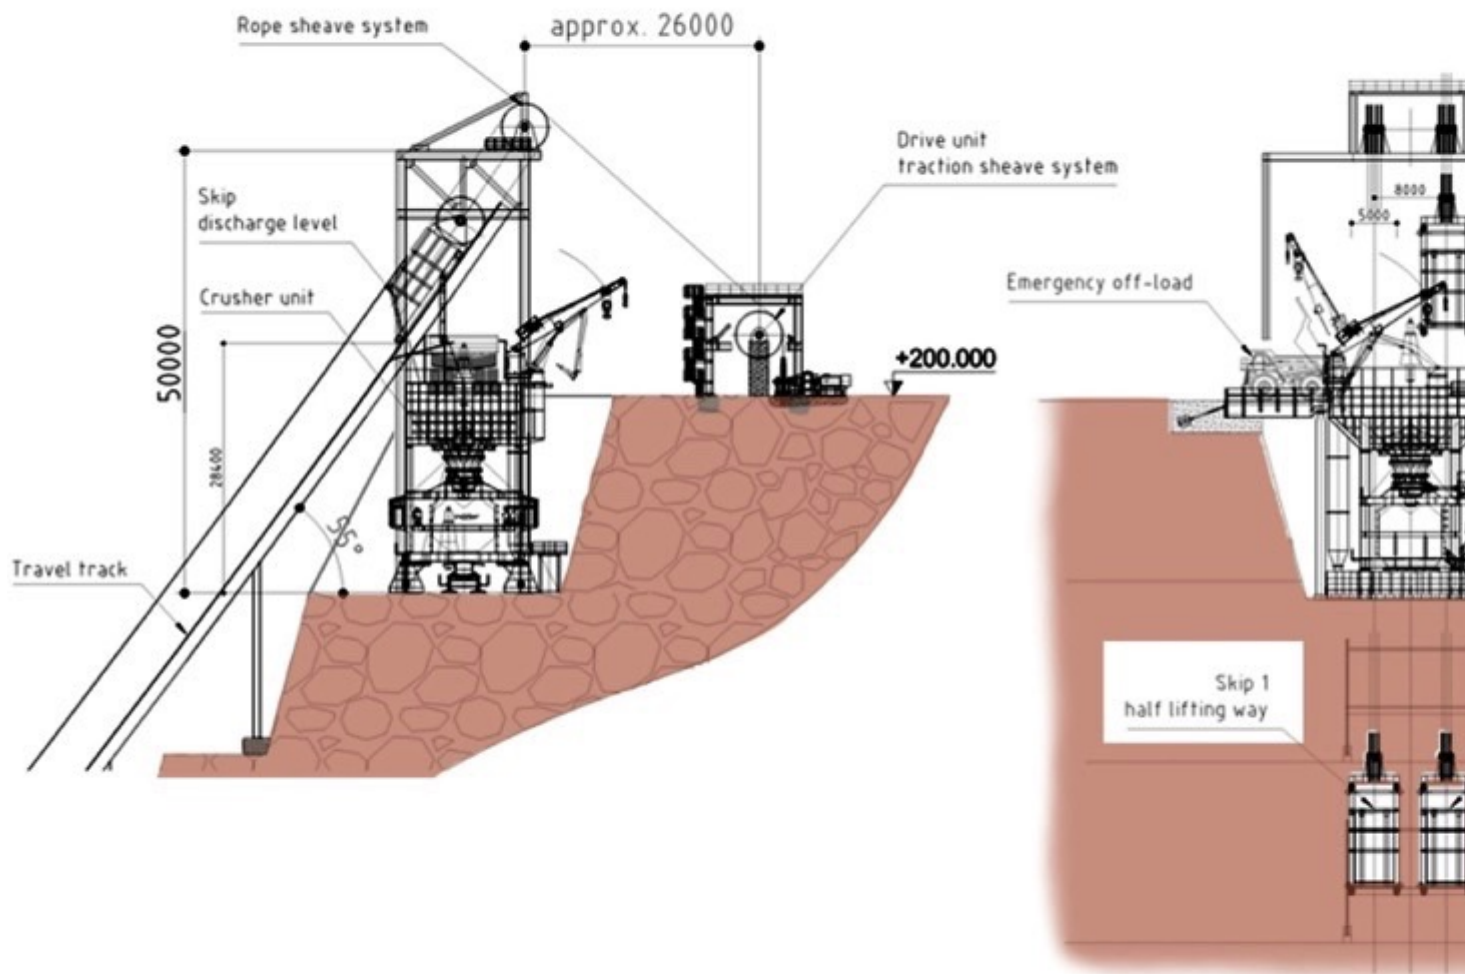 Rope sheave system
approx. 26000
Drive unit
traction sheave system
Skip
discharge level
Crusher unit
50000
28400
+200.000
55°
Travel track
8000
5000
Emergency off-load
Skip 1
half lifting way